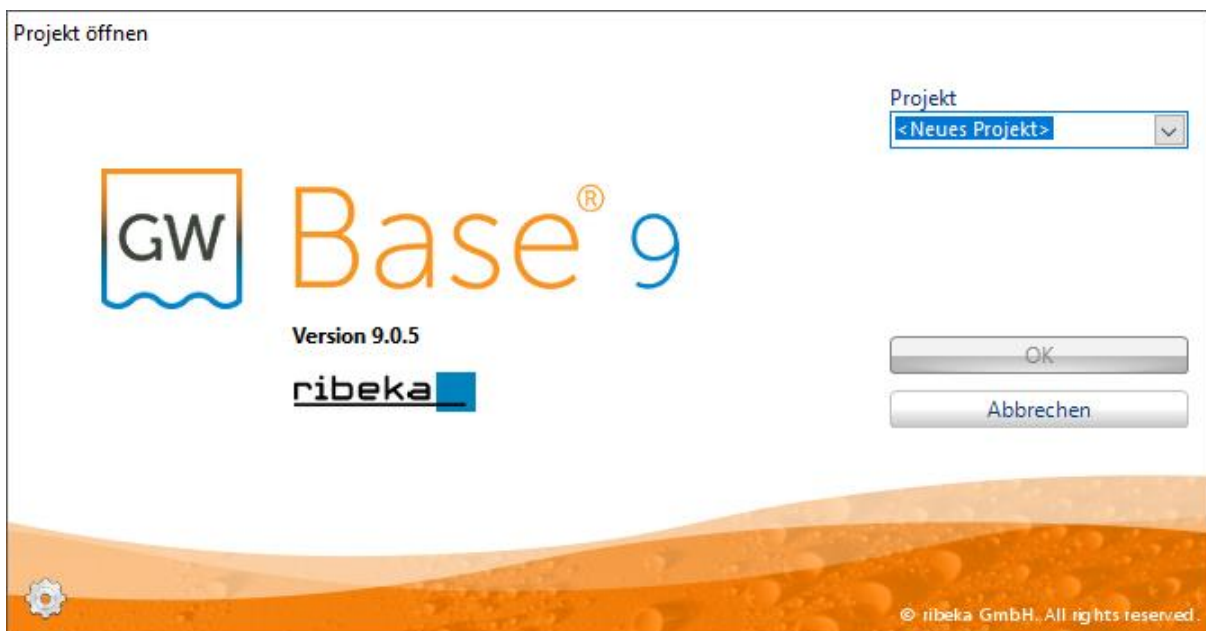 Projekt öffnen
Projekt
<Neues Projekt>
GW Base® 9
Version 9.0.5
ribeka
OK
Abbrechen
© ribeka GmbH. All rights reserved.